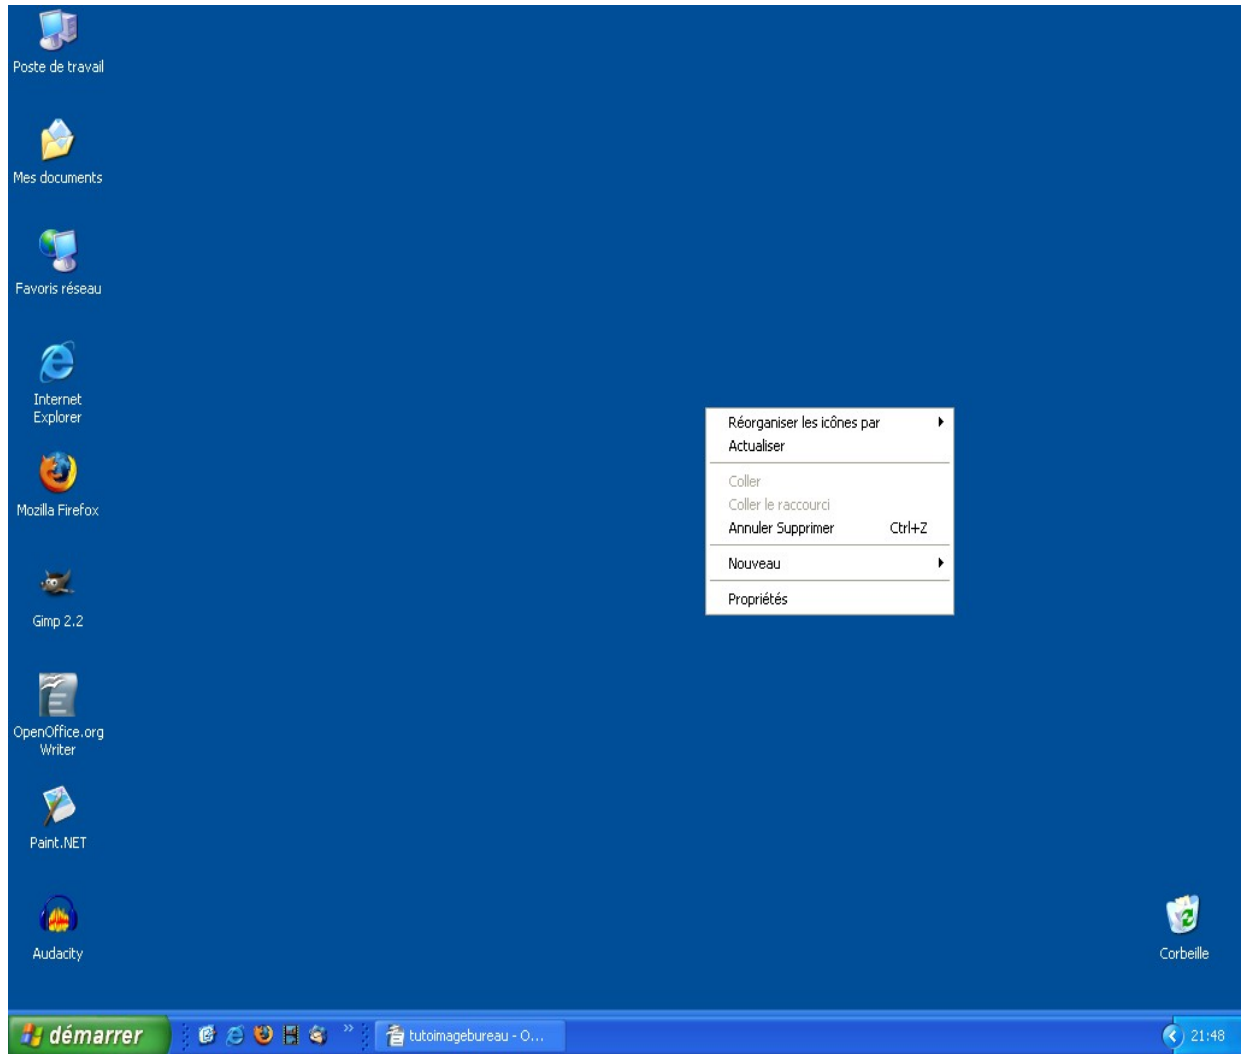 Poste de travail
Mes documents
Favoris réseau
Internet
Explorer
Mozilla Firefox
Gimp 2.2
OpenOffice.org
Writer
Paint.NET
Audacity
Réorganiser les icônes par
Actualiser
Coller
Coller le raccourci
Annuler Supprimer Ctrl+Z
Nouveau
Propriétés
Corbeille
démarrer
tutoimagebureau - O...
21:48